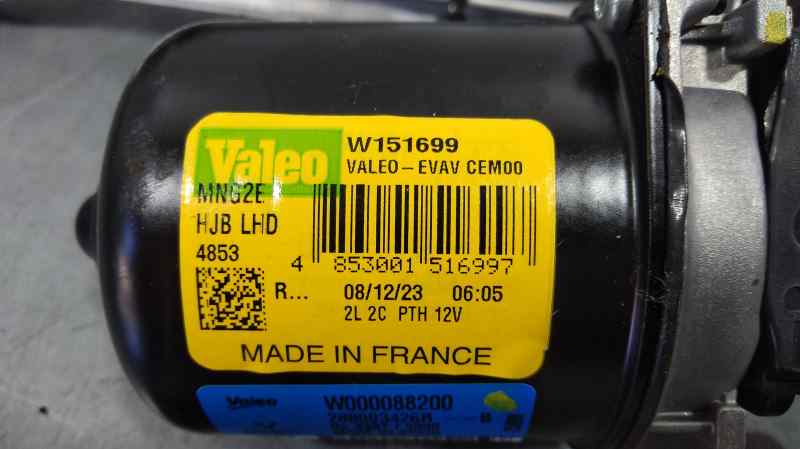 Valeo
W151699
VALEO-EVAV CEM00
MNG2E
HJB LHD
4853
4 853001 516997
R... 08/12/23 06:05
2L 2C PTH 12V
MADE IN FRANCE
Valeo
W000088200
B